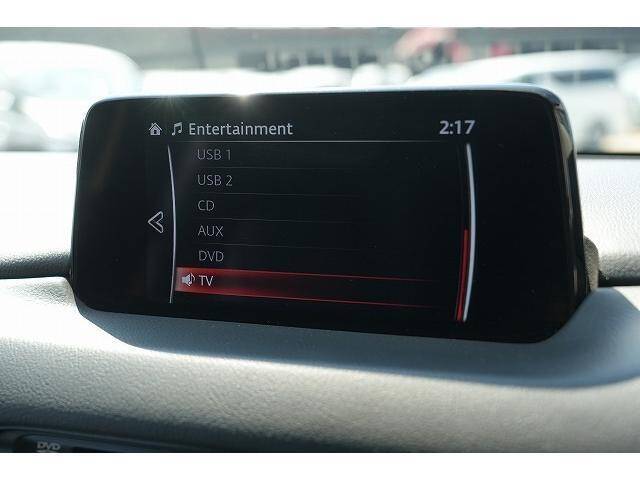 Entertainment 2:17
USB 1
USB 2
CD
AUX
DVD
TV
DVD